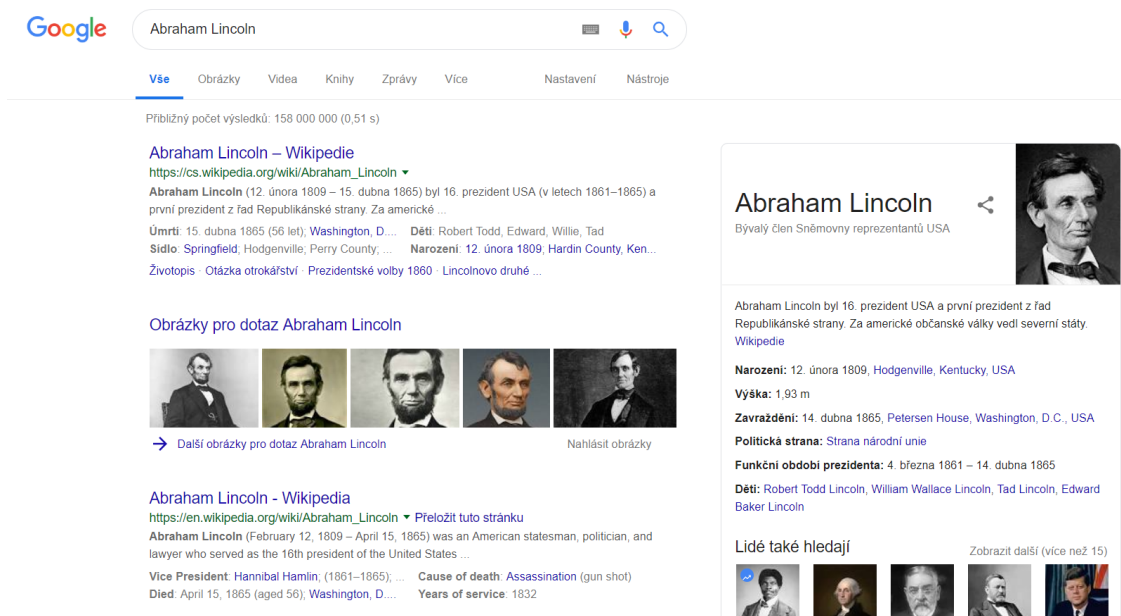 Google
Abraham Lincoln
Vše Obrázky Videa Knihy Zprávy Více Nastavení Nástroje
Přibližný počet výsledků: 158 000 000 (0,51 s)
Abraham Lincoln – Wikipedie
https://cs.wikipedia.org/wiki/Abraham_Lincoln
Abraham Lincoln (12. února 1809 – 15. dubna 1865) byl 16. prezident USA (v letech 1861–1865) a
první prezident z řad Republikánské strany. Za americké ...
Úmrtí: 15. dubna 1865 (56 let); Washington, D.... Děti: Robert Todd, Edward, Willie, Tad
Sídlo: Springfield; Hodgenville; Perry County; ... Narození: 12. února 1809; Hardin County, Ken...
Životopis · Otázka otrokářství · Prezidentské volby 1860 · Lincolnovo druhé ...
Obrázky pro dotaz Abraham Lincoln
Další obrázky pro dotaz Abraham Lincoln Nahlásit obrázky
Abraham Lincoln - Wikipedia
https://en.wikipedia.org/wiki/Abraham_Lincoln Přeložit tuto stránku
Abraham Lincoln (February 12, 1809 – April 15, 1865) was an American statesman, politician, and
lawyer who served as the 16th president of the United States ...
Vice President: Hannibal Hamlin; (1861–1865); ... Cause of death: Assassination (gun shot)
Died: April 15, 1865 (aged 56); Washington, D.... Years of service: 1832
Abraham Lincoln
Bývalý člen Sněmovny reprezentantů USA
Abraham Lincoln byl 16. prezident USA a první prezident z řad
Republikánské strany. Za americké občanské války vedl severní státy.
Wikipedie
Narození: 12. února 1809, Hodgenville, Kentucky, USA
Výška: 1,93 m
Zavraždění: 14. dubna 1865, Petersen House, Washington, D.C., USA
Politická strana: Strana národní unie
Funkční období prezidenta: 4. března 1861 – 14. dubna 1865
Děti: Robert Todd Lincoln, William Wallace Lincoln, Tad Lincoln, Edward
Baker Lincoln
Lidé také hledají Zobrazit další (více než 15)